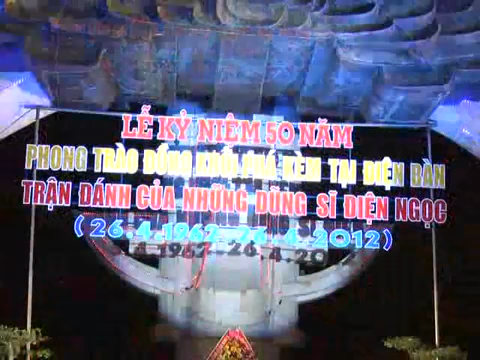 LỄ KỶ NIỆM 50 NĂM
PHONG TRÀO ĐỒNG KHỞI PHÁ KÈM TẠI ĐIỆN BÀN
TRẬN ĐÁNH CỦA NHỮNG DŨNG SĨ ĐIỆN NGỌC
(26.4.1962-26.4.2012)